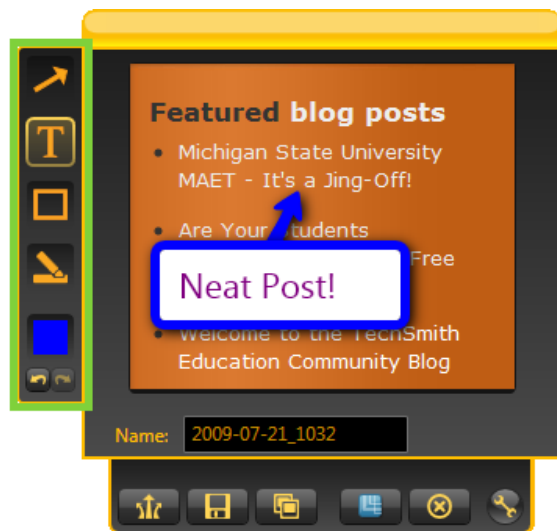 T
Featured blog posts
• Michigan State University
MAET - It's a Jing-Off!
• Are Your Students
Free
Neat Post!
• Welcome to the TechSmith
Education Community Blog
Name: 2009-07-21_1032